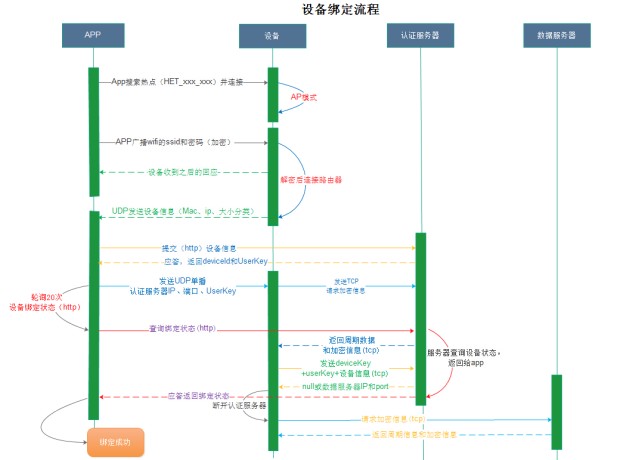 设备绑定流程
APP
设备
认证服务器
数据服务器
App搜索热点（HET_xxx_xxx）并连接
AP模式
APP广播wifi的ssid和密码（加密）
设备收到之后的回应
解密后连接路由器
UDP发送设备信息（Mac、ip、大小分类）
提交（http）设备信息
应答、返回deviceId和UserKey
发送UDP单播
认证服务器IP、端口、UserKey
发送TCP
请求加密信息
轮调20次
设备绑定状态（http）
查询绑定状态(http)
返回周期数据
和加密信息(tcp)
服务器查询设备状态，
返回给app
发送deviceKey
+userKey+设备信息(tcp)
null或数据服务器IP和port
应答返回绑定状态
断开认证服务器
请求加密信息(tcp)
返回周期信息和加密信息
绑定成功